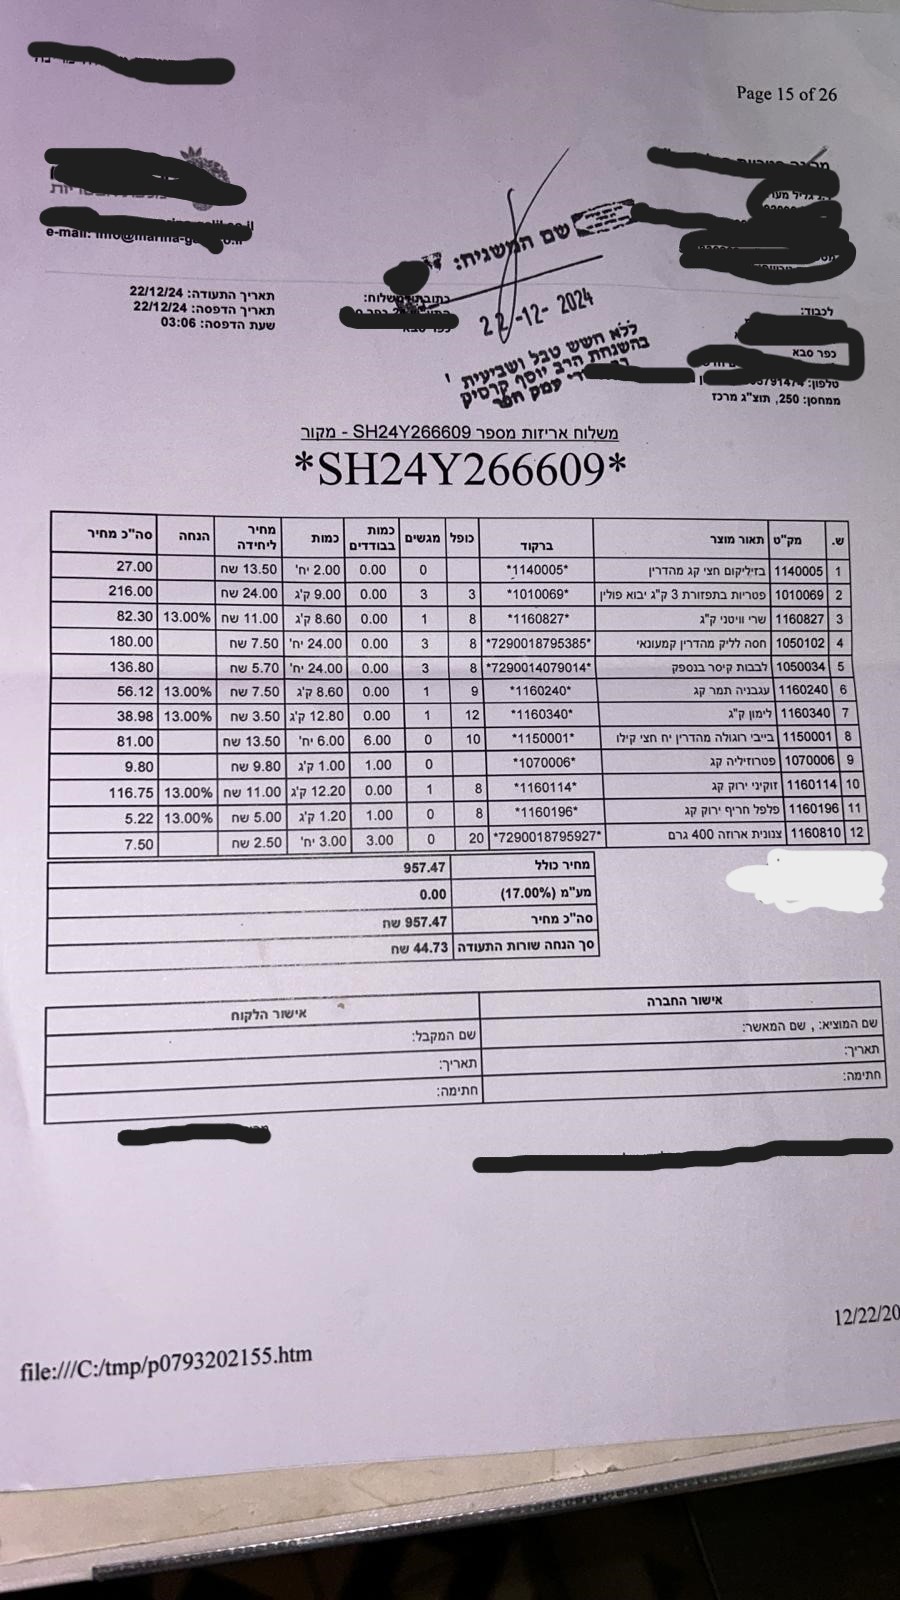 Page 15 of 26
e-mail:
תאריך התעודה: 22/12/24
תאריך הדפסה: 22/12/24
שעת הדפסה: 03:06
שם המשגיח:
22-12-2024
ללא חשש טבל ושביעית
בהשגחת הרב יוסף קרסיק
עמק חפר
לכבוד:
כפר סבא
טלפון:
מחסן: 250, תוצ"ג מרכז
כפר סבא
משלוח אריזות מספר SH24Y266609 - מקור
*SH24Y266609*
ש. מק"ט תאור מוצר ברקוד כופל מגשים כמות בבודדים כמות מחיר ליחידה הנחה סה"כ מחיר
1 1140005 בזיליקום חצי קג מהדרין *1140005* 0 0.00 2.00 יח' 13.50 שח 27.00
2 1010069 פטריות בתפזורת 3 ק"ג יבוא פולין *1010069* 3 3 0.00 9.00 ק'ג 24.00 שח 216.00
3 1160827 שרי וויטני ק"ג *1160827* 8 1 0.00 8.60 ק'ג 11.00 שח 13.00% 82.30
4 1050102 חסה לליק מהדרין קמעונאי *7290018795385* 8 3 0.00 24.00 יח' 7.50 שח 180.00
5 1050034 לבבות קיסר בנספק *7290014079014* 8 3 0.00 24.00 יח' 5.70 שח 136.80
6 1160240 עגבניה תמר קג *1160240* 9 1 0.00 8.60 ק'ג 7.50 שח 13.00% 56.12
7 1160340 לימון ק"ג *1160340* 12 1 0.00 12.80 ק'ג 3.50 שח 13.00% 38.98
8 1150001 בייבי רוגולה מהדרין יח חצי קילו *1150001* 10 0 6.00 6.00 יח' 13.50 שח 81.00
9 1070006 פטרוזיליה קג *1070006* 0 1.00 1.00 ק'ג 9.80 שח 9.80
10 1160114 זוקיני ירוק קג *1160114* 8 1 0.00 12.20 ק'ג 11.00 שח 13.00% 116.75
11 1160196 פלפל חריף ירוק קג *1160196* 8 0 1.00 1.20 ק'ג 5.00 שח 13.00% 5.22
12 1160810 צנונית ארוזה 400 גרם *7290018795927* 20 0 3.00 3.00 יח' 2.50 שח 7.50
מחיר כולל 957.47
מע"מ (17.00%) 0.00
סה"כ מחיר 957.47 שח
סך הנחה שורות התעודה 44.73 שח
אישור החברה אישור הלקוח
שם המוציא: , שם המאשר: שם המקבל:
תאריך: תאריך:
חתימה: חתימה:
12/22/20
file:///C:/tmp/p0793202155.htm